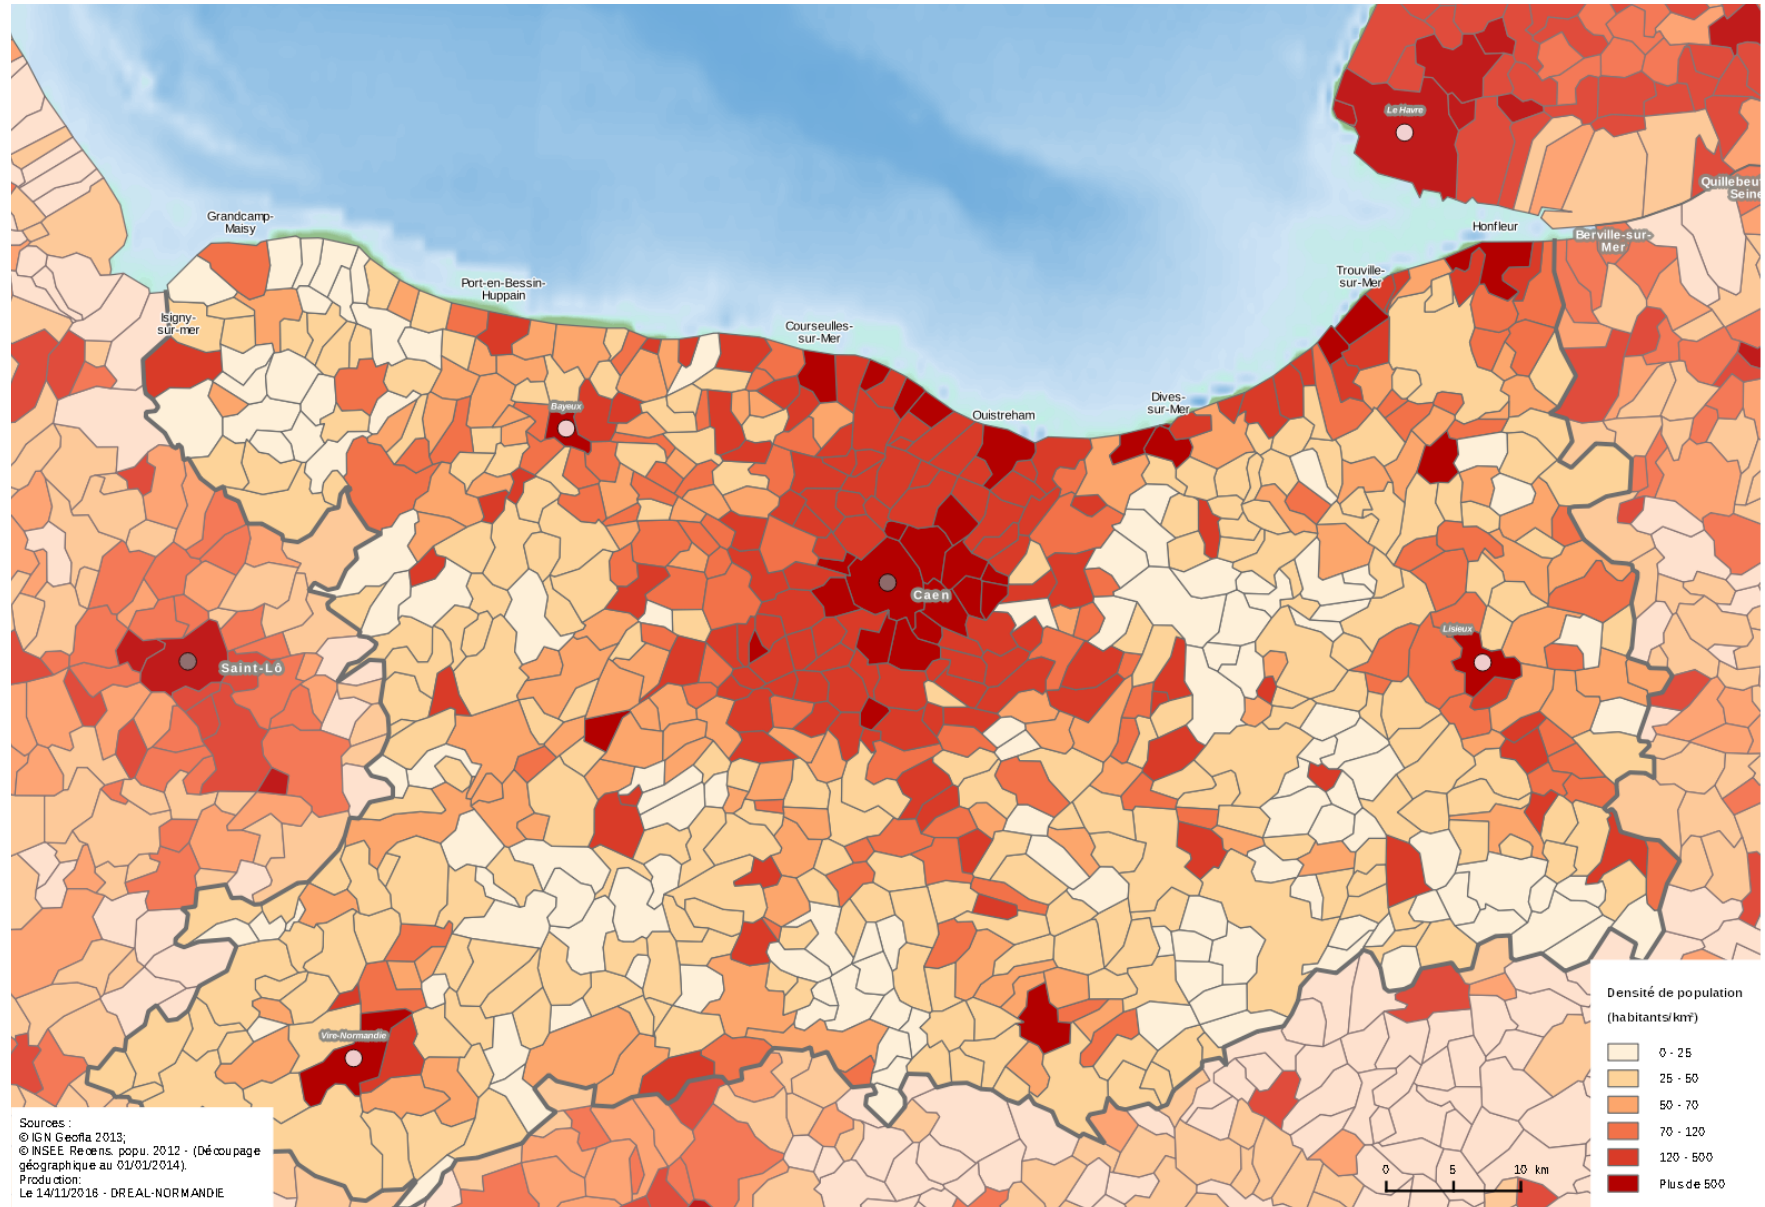 Le Havre
Quillebeu
Seine
Grandcamp-
Maisy
Honfleur
Berville-sur-
Mer
Trouville-
sur-Mer
Port-en-Bessin-
Huppain
Isigny-
sur-mer
Courseulles-
sur-Mer
Dives-
sur-Mer
Bayeux
Ouistreham
Caen
Lisieux
Saint-Lô
Vire-Normandie
Densité de population
(habitants/km²)
0 - 25
25 - 50
50 - 70
70 - 120
120 - 500
Plus de 500
0 5 10 km
Sources :
© IGN Geofla 2013;
© INSEE Recens. popu. 2012 - (Découpage
géographique au 01/01/2014).
Production:
Le 14/11/2016 - DREAL-NORMANDIE